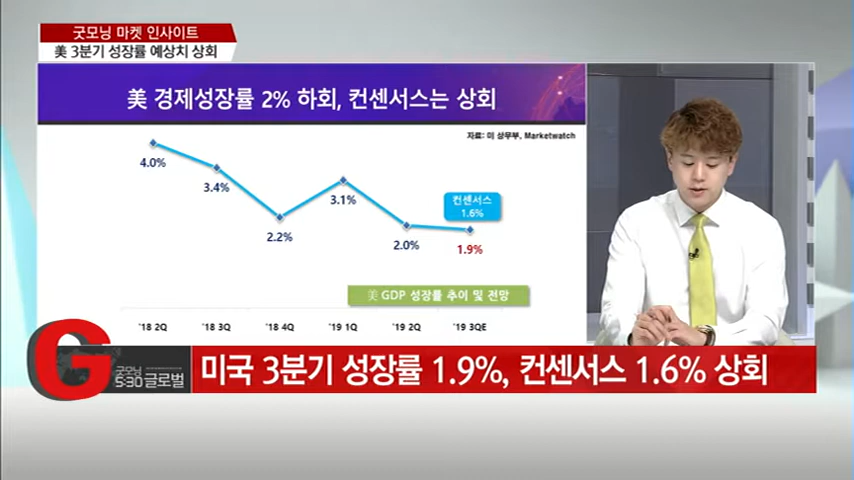 굿모닝 마켓 인사이트
美 3분기 성장률 예상치 상회
美 경제성장률 2% 하회, 컨센서스는 상회
자료: 미 상무부, Marketwatch
4.0%
3.4%
2.2%
3.1%
2.0%
컨센서스
1.6%
1.9%
美 GDP 성장률 추이 및 전망
'18 2Q
'18 3Q
'18 4Q
'19 1Q
'19 2Q
'19 3QE
G
굿모닝
5:30 글로벌
미국 3분기 성장률 1.9%, 컨센서스 1.6% 상회